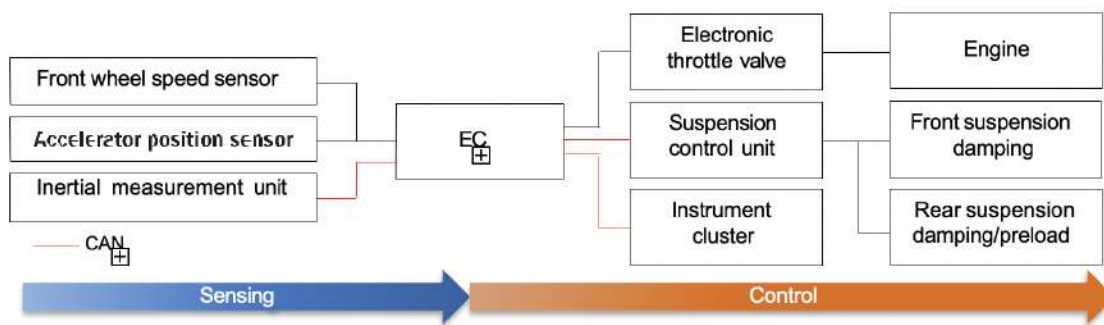 Front wheel speed sensor
Accelerator position sensor
Inertial measurement unit
CAN
EC
Electronic
throttle valve
Suspension
control unit
Instrument
cluster
Engine
Front suspension
damping
Rear suspension
damping/preload
Sensing
Control